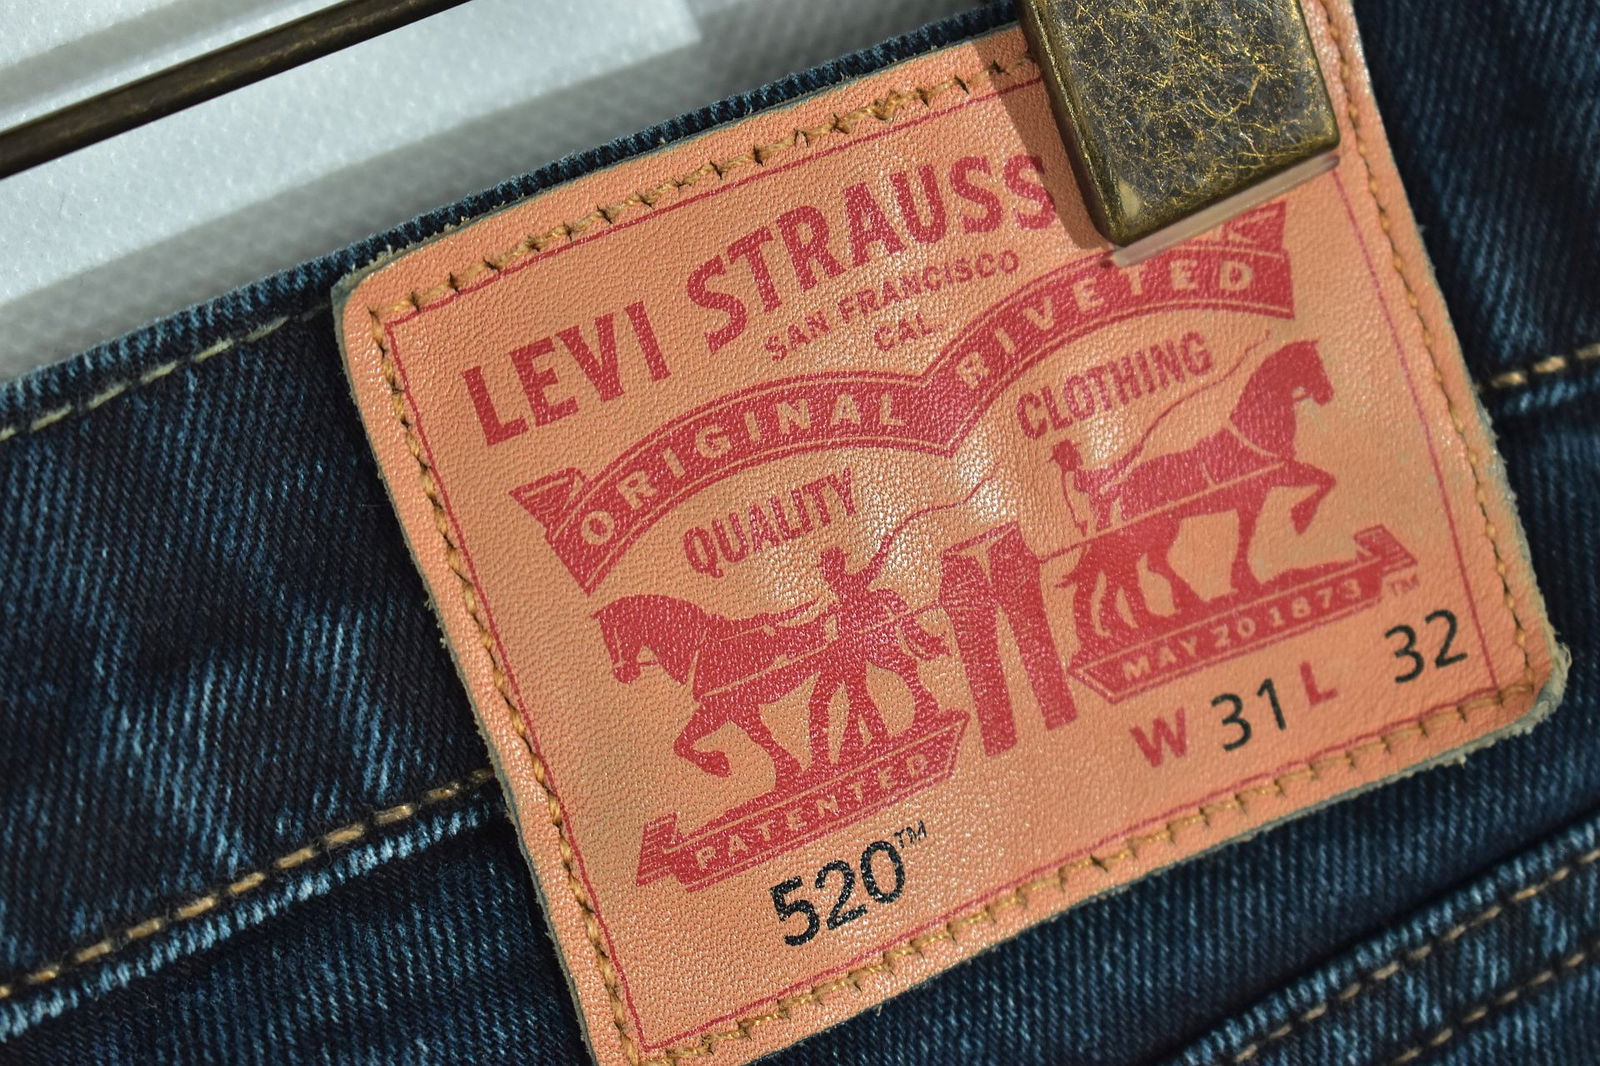 LEVI STRAUSS
SAN FRANCISCO
CAL.
ORIGINAL RIVETED
QUALITY CLOTHING
PATENTED
MAY 20 1873 TM
W 31 L 32
520™